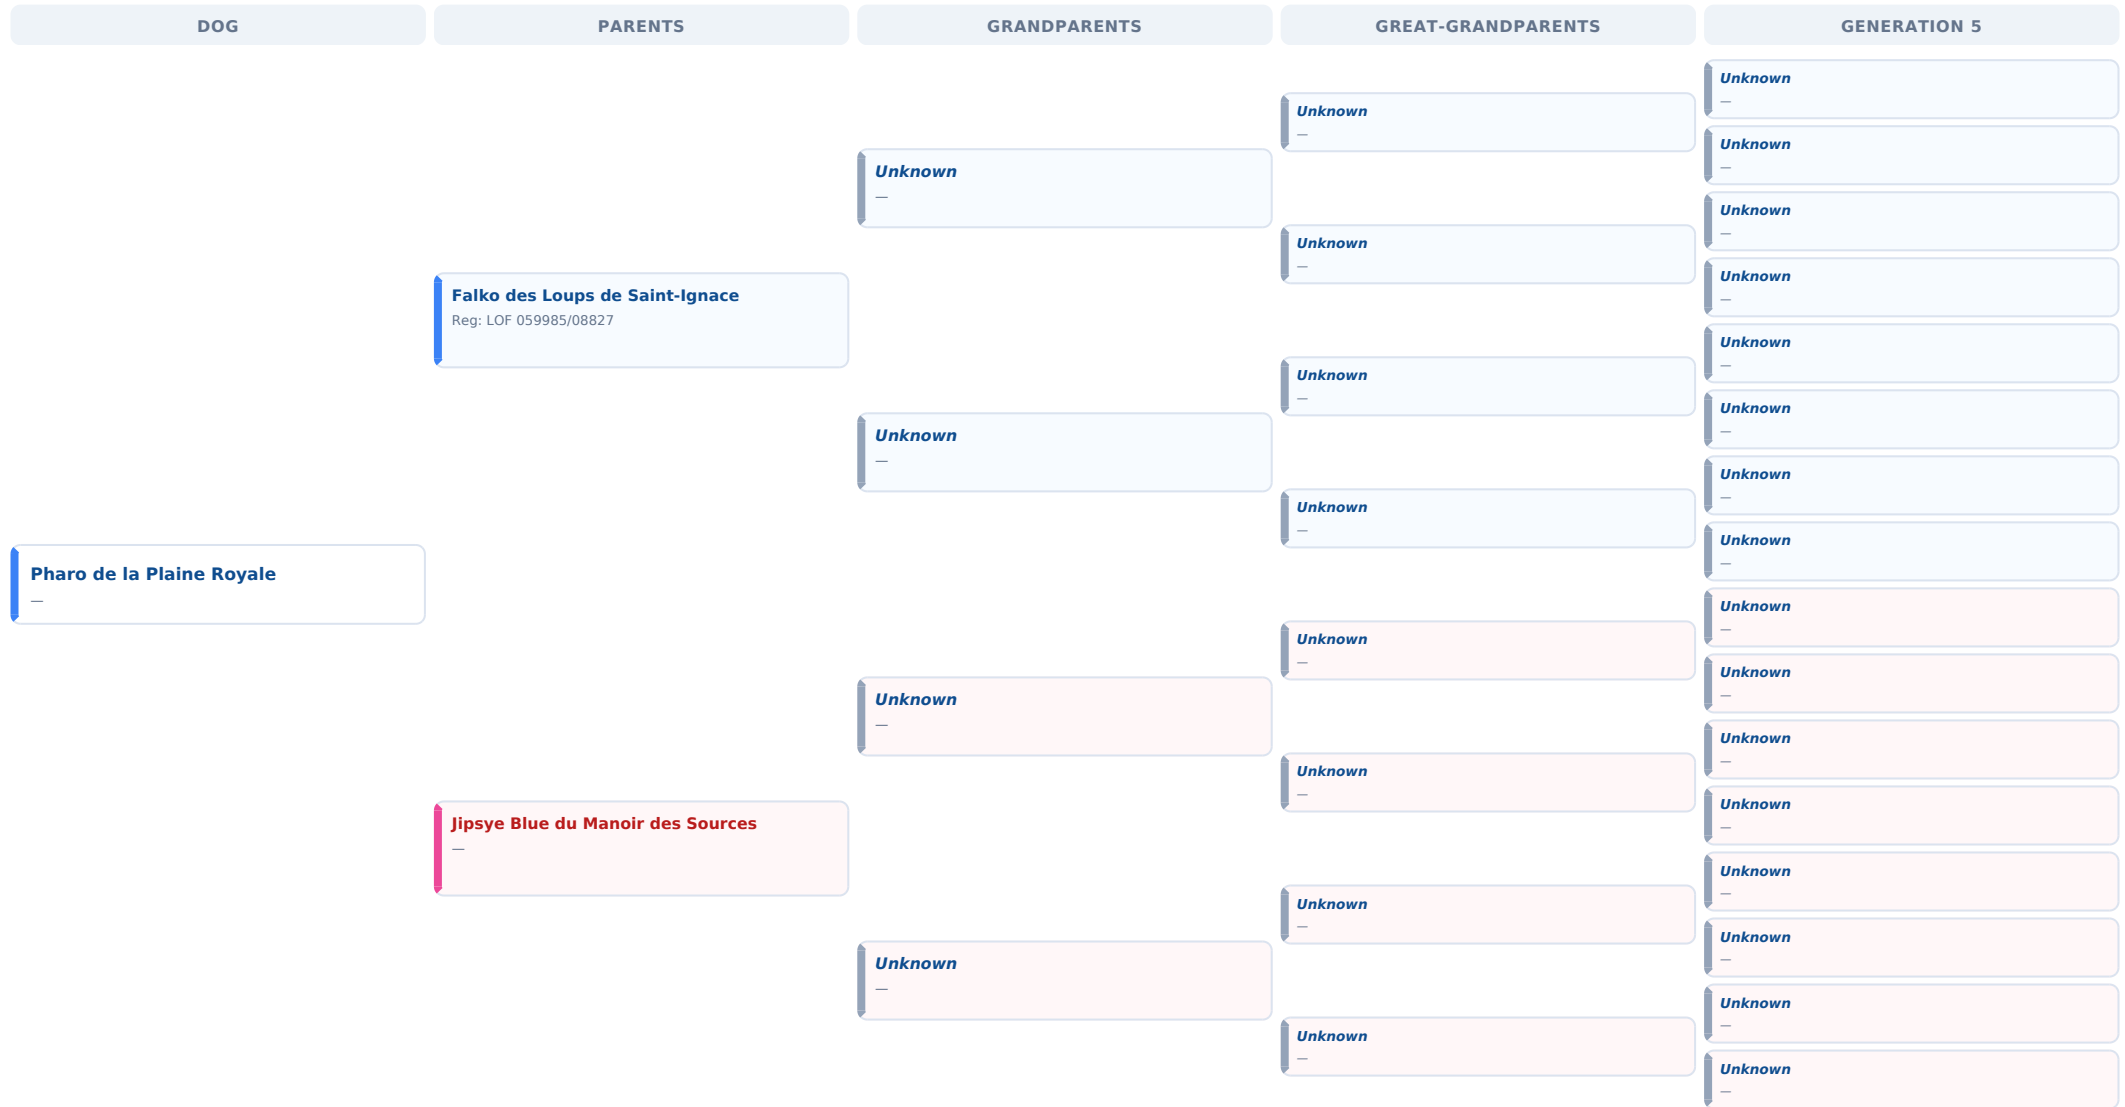 DOG
PARENTS
GRANDPARENTS
GREAT-GRANDPARENTS
GENERATION 5
Pharo de la Plaine Royale
—
Falko des Loups de Saint-Ignace
Reg: LOF 059985/08827
Jipsye Blue du Manoir des Sources
—
Unknown
—
Unknown
—
Unknown
—
Unknown
—
Unknown
—
Unknown
—
Unknown
—
Unknown
—
Unknown
—
Unknown
—
Unknown
—
Unknown
—
Unknown
—
Unknown
—
Unknown
—
Unknown
—
Unknown
—
Unknown
—
Unknown
—
Unknown
—
Unknown
—
Unknown
—
Unknown
—
Unknown
—
Unknown
—
Unknown
—
Unknown
—
Unknown
—